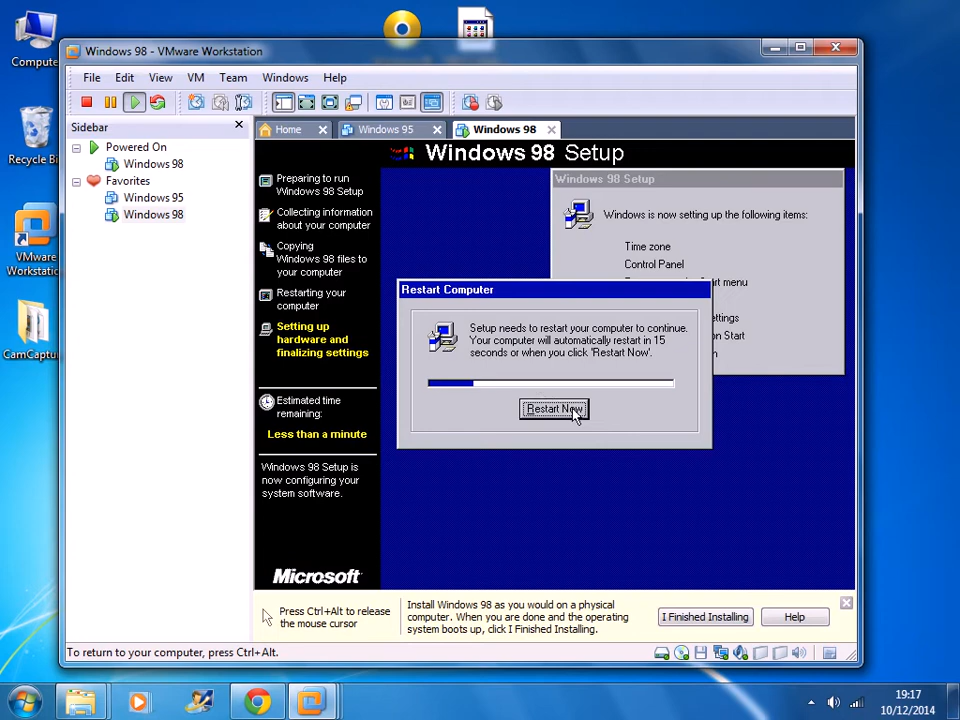 Windows 98 - VMware Workstation
File Edit View VM Team Windows Help
Sidebar
Powered On
Windows 98
Favorites
Windows 95
Windows 98
Home
Windows 95
Windows 98
Windows 98 Setup
Preparing to run
Windows 98 Setup
Collecting information
about your computer
Copying
Windows 98 files to
your computer
Restarting your
computer
Setting up
hardware and
finalizing settings
Estimated time
remaining:
Less than a minute
Windows 98 Setup is
now configuring your
system software.
Microsoft
Windows 98 Setup
Windows is now setting up the following items:
Time zone
Control Panel
menu
Start
Restart Computer
Setup needs to restart your computer to continue.
Your computer will automatically restart in 15
seconds or when you click 'Restart Now'.
Restart Now
Press Ctrl+Alt to release
the mouse cursor
Install Windows 98 as you would on a physical
computer. When you are done and the operating
system boots up, click I Finished Installing.
I Finished Installing
Help
To return to your computer, press Ctrl+Alt.
Compute
Recycle Bi
VMware
Workstation
CamCaptu
19:17
10/12/2014